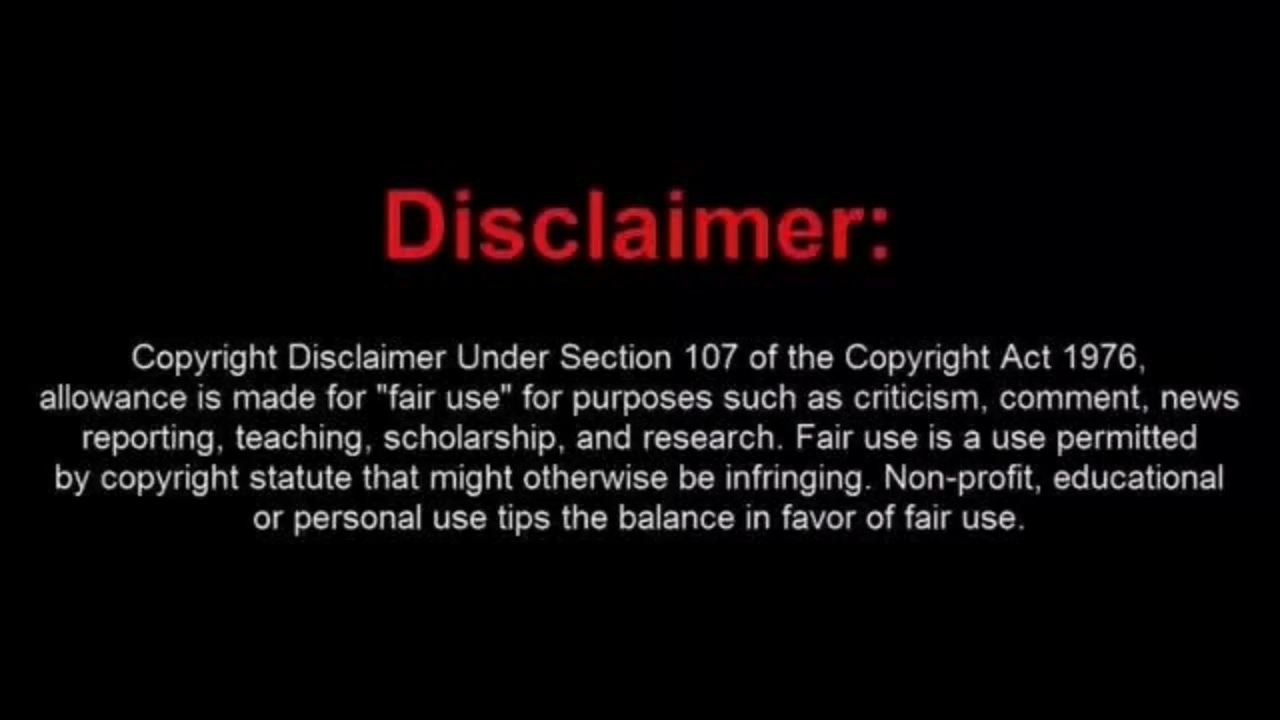 Disclaimer:
Copyright Disclaimer Under Section 107 of the Copyright Act 1976,
allowance is made for "fair use" for purposes such as criticism, comment, news
reporting, teaching, scholarship, and research. Fair use is a use permitted
by copyright statute that might otherwise be infringing. Non-profit, educational
or personal use tips the balance in favor of fair use.